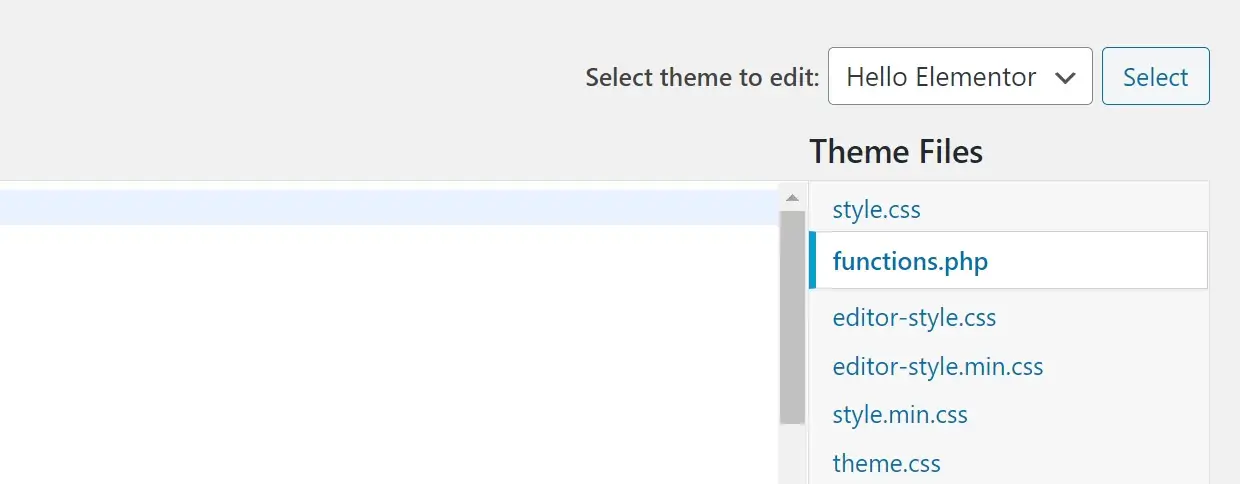 Select theme to edit: Hello Elementor Select
Theme Files
style.css
functions.php
editor-style.css
editor-style.min.css
style.min.css
theme.css